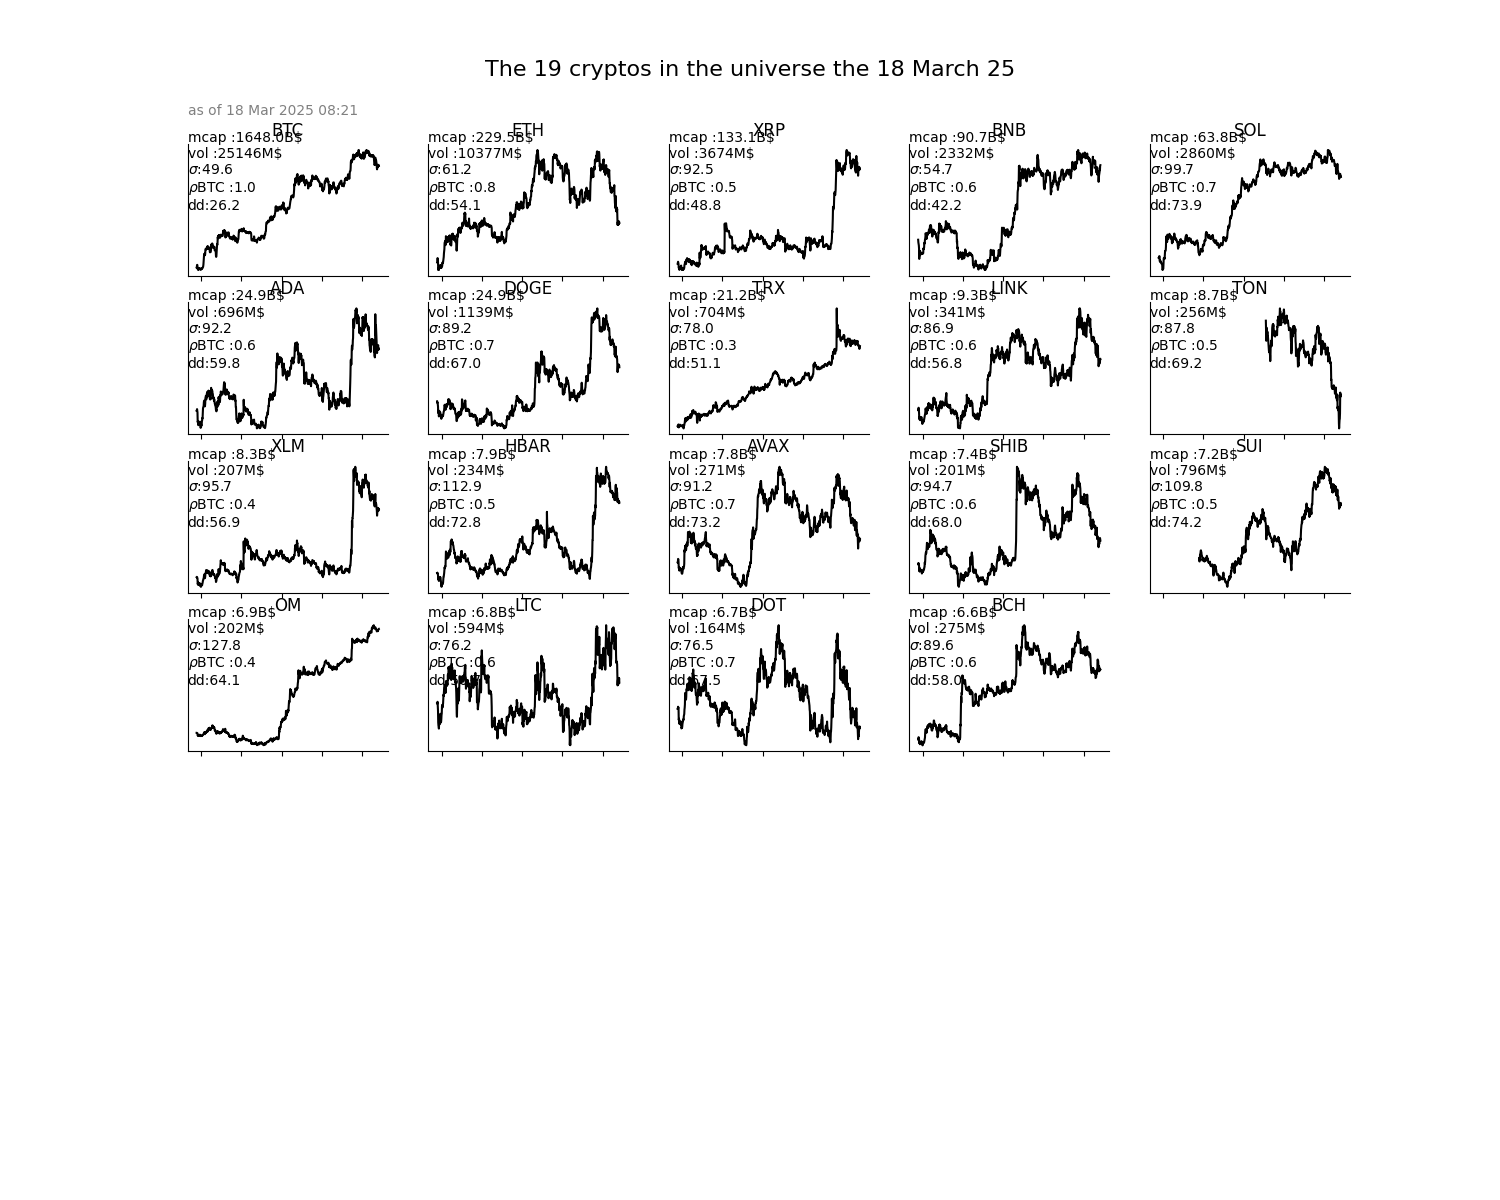 The 19 cryptos in the universe the 18 March 25
as of 18 Mar 2025 08:21
BTC
mcap :1648.0B$
vol :25146M$
σ:49.6
ρBTC :1.0
dd:26.2
ETH
mcap :229.5B$
vol :10377M$
σ:61.2
ρBTC :0.8
dd:54.1
XRP
mcap :133.1B$
vol :3674M$
σ:92.5
ρBTC :0.5
dd:48.8
BNB
mcap :90.7B$
vol :2332M$
σ:54.7
ρBTC :0.6
dd:42.2
SOL
mcap :63.8B$
vol :2860M$
σ:99.7
ρBTC :0.7
dd:73.9
ADA
mcap :24.9B$
vol :696M$
σ:92.2
ρBTC :0.6
dd:59.8
DOGE
mcap :24.9B$
vol :1139M$
σ:89.2
ρBTC :0.7
dd:67.0
TRX
mcap :21.2B$
vol :704M$
σ:78.0
ρBTC :0.3
dd:51.1
LINK
mcap :9.3B$
vol :341M$
σ:86.9
ρBTC :0.6
dd:56.8
TON
mcap :8.7B$
vol :256M$
σ:87.8
ρBTC :0.5
dd:69.2
XLM
mcap :8.3B$
vol :207M$
σ:95.7
ρBTC :0.4
dd:56.9
HBAR
mcap :7.9B$
vol :234M$
σ:112.9
ρBTC :0.5
dd:72.8
AVAX
mcap :7.8B$
vol :271M$
σ:91.2
ρBTC :0.7
dd:73.2
SHIB
mcap :7.4B$
vol :201M$
σ:94.7
ρBTC :0.6
dd:68.0
SUI
mcap :7.2B$
vol :796M$
σ:109.8
ρBTC :0.5
dd:74.2
OM
mcap :6.9B$
vol :202M$
σ:127.8
ρBTC :0.4
dd:64.1
LTC
mcap :6.8B$
vol :594M$
σ:76.2
ρBTC :0.6
DOT
mcap :6.7B$
vol :164M$
σ:76.5
ρBTC :0.7
dd:67.5
BCH
mcap :6.6B$
vol :275M$
σ:89.6
ρBTC :0.6
dd:58.0